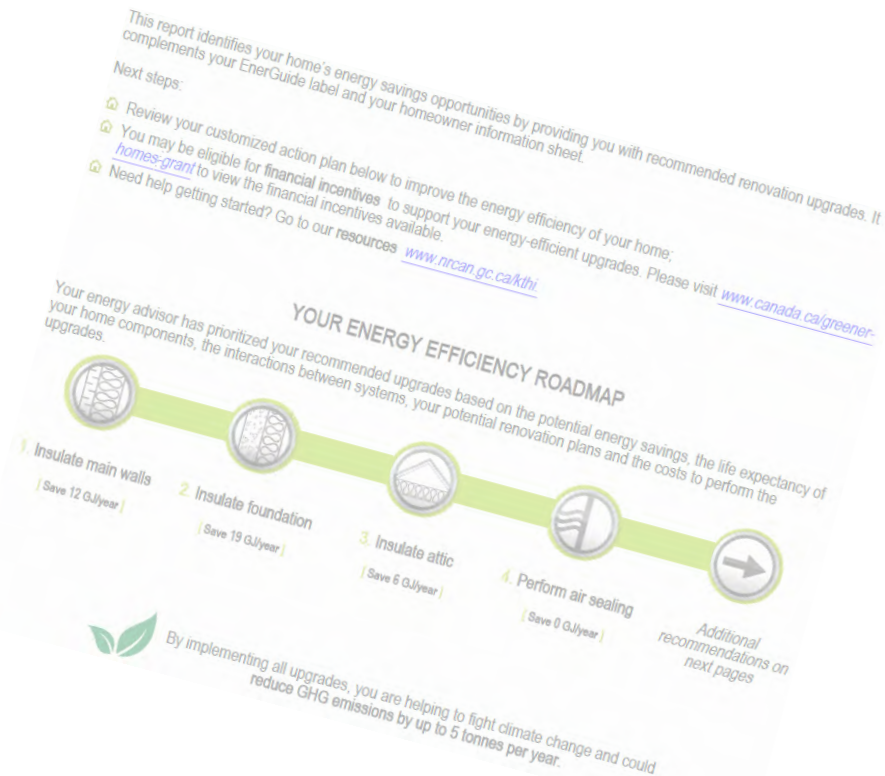 This report identifies your home's energy savings opportunities by providing you with recommended renovation upgrades. It
complements your EnerGuide label and your homeowner information sheet.
Next steps:
Review your customized action plan below to improve the energy efficiency of your home;
You may be eligible for financial incentives to support your energy-efficient upgrades. Please visit www.canada.ca/greener-
homes-grant to view the financial incentives available.
Need help getting started? Go to our resources www.nrcan.gc.ca/kthi.
YOUR ENERGY EFFICIENCY ROADMAP
Your energy advisor has prioritized your recommended upgrades based on the potential energy savings, the life expectancy of
your home components, the interactions between systems, your potential renovation plans and the costs to perform the
upgrades.
1. Insulate main walls
[ Save 12 GJ/year ]
2. Insulate foundation
[ Save 19 GJ/year ]
3. Insulate attic
[ Save 6 GJ/year ]
4. Perform air sealing
[ Save 0 GJ/year ]
Additional
recommendations on
next pages
By implementing all upgrades, you are helping to fight climate change and could
reduce GHG emissions by up to 5 tonnes per year.